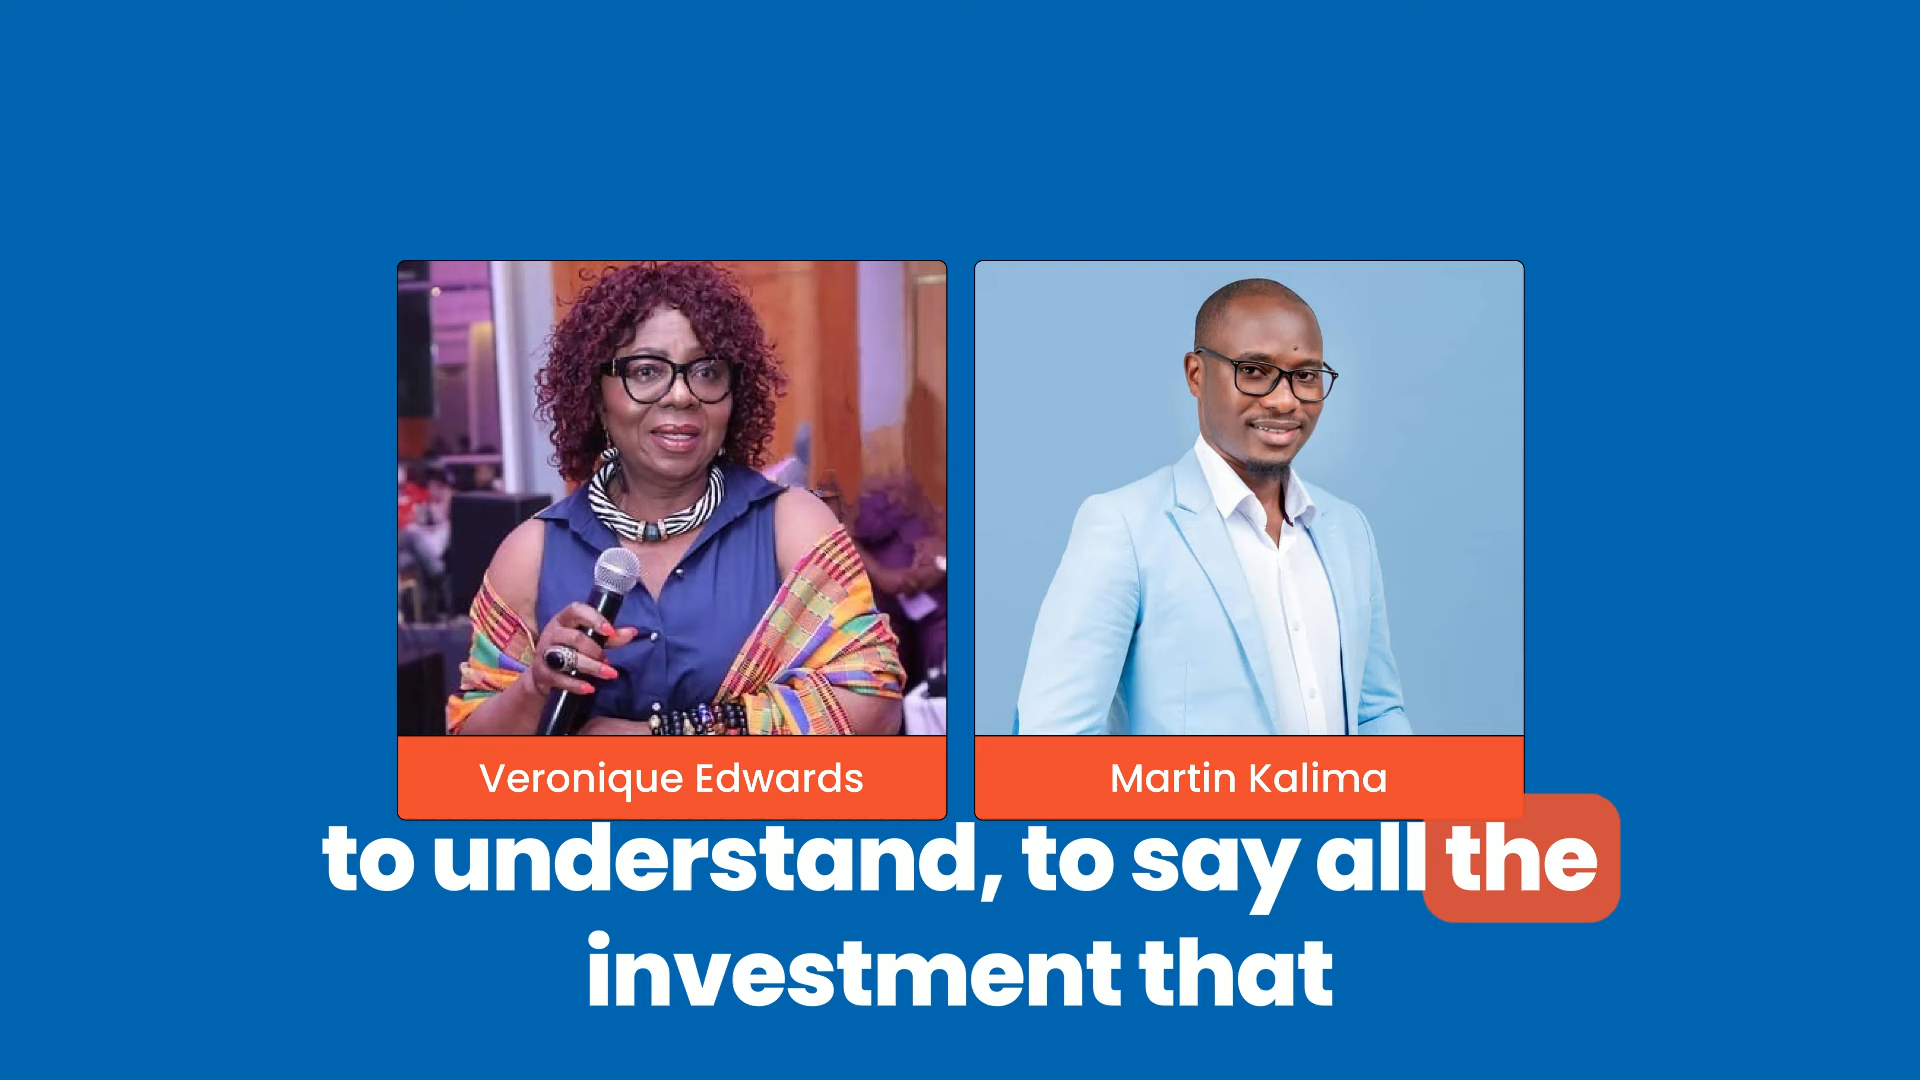 Veronique Edwards
Martin Kalima
to understand, to say all the
investment that